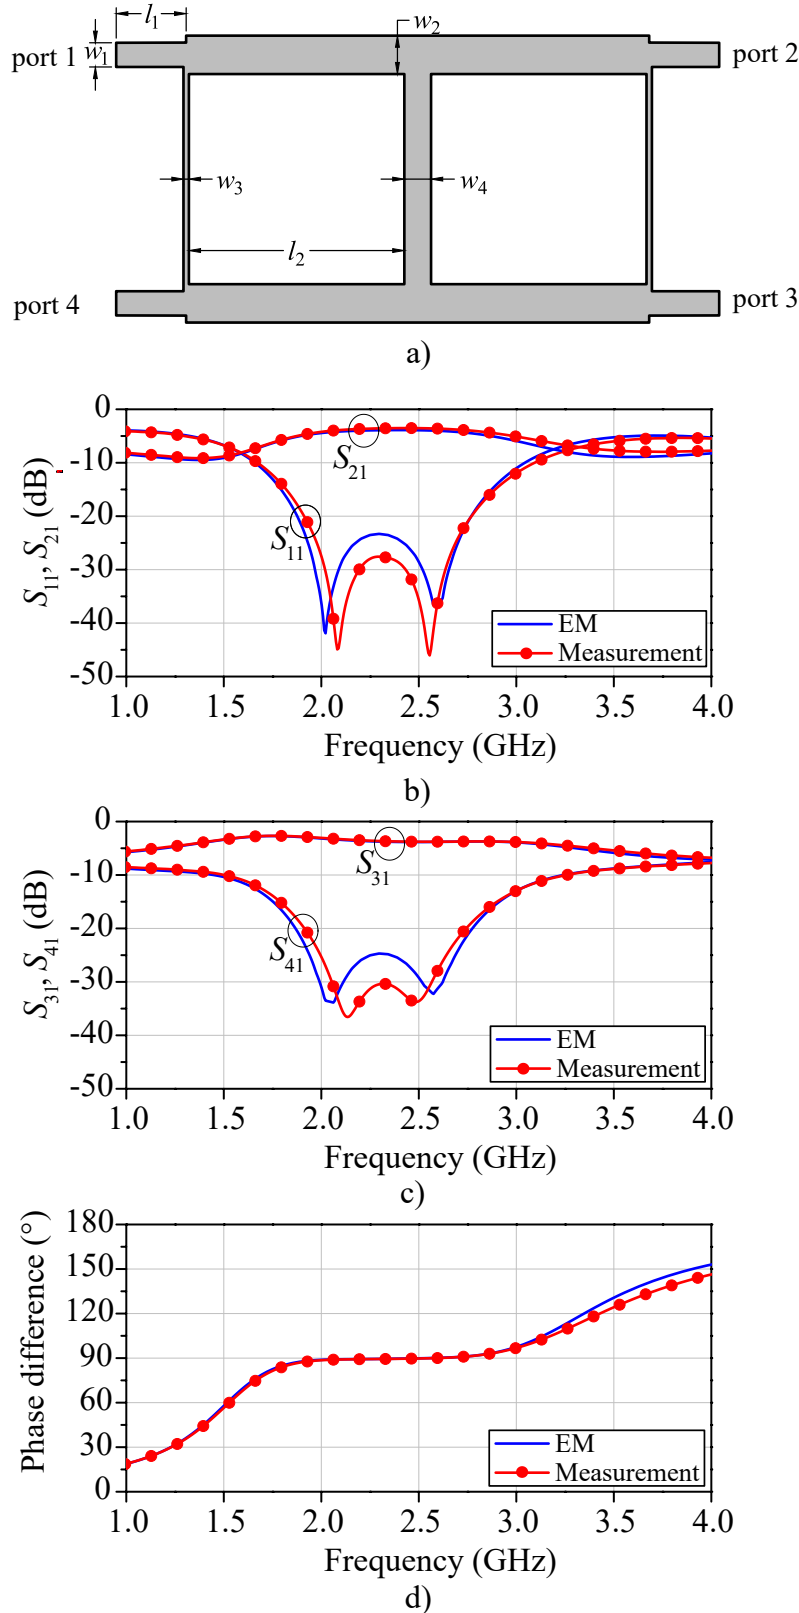 l1
w1
w2
port 1
port 2
w3
w4
l2
port 4
port 3
a)
0
-10
-20
-30
-40
-50
S11, S21 (dB)
S21
S11
EM
Measurement
1.0 1.5 2.0 2.5 3.0 3.5 4.0
Frequency (GHz)
b)
0
-10
-20
-30
-40
-50
S31, S41 (dB)
S31
S41
EM
Measurement
1.0 1.5 2.0 2.5 3.0 3.5 4.0
Frequency (GHz)
c)
180
150
120
90
60
30
0
Phase difference (°)
EM
Measurement
1.0 1.5 2.0 2.5 3.0 3.5 4.0
Frequency (GHz)
d)